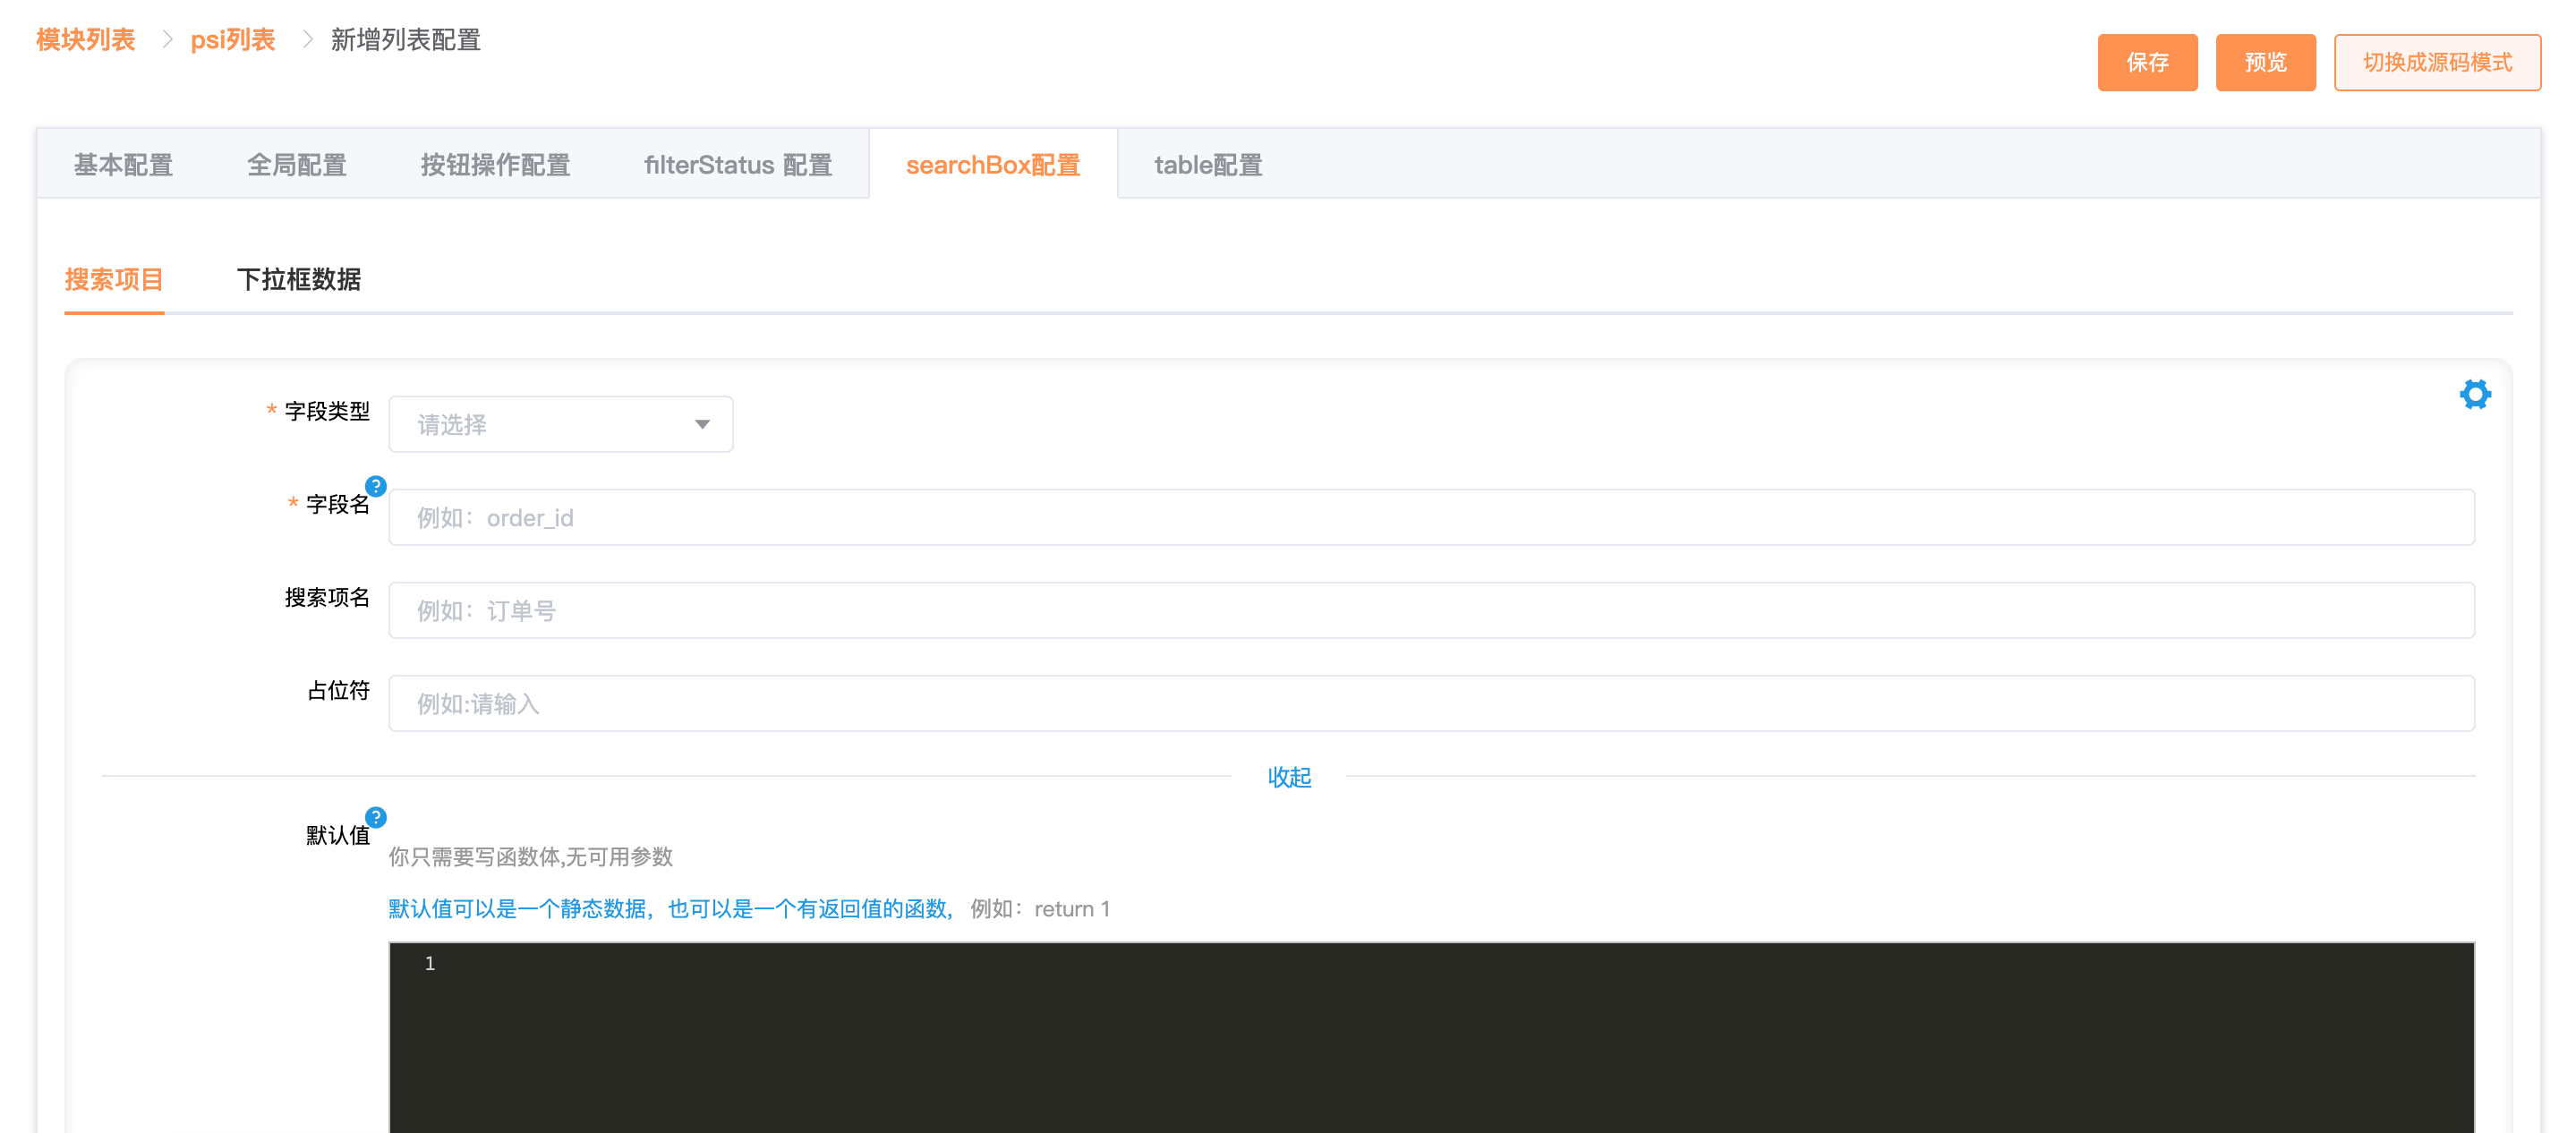 模块列表 psi列表 新增列表配置
保存 预览 切换成源码模式
基本配置 全局配置 按钮操作配置 filterStatus 配置 searchBox配置 table配置
搜索项目 下拉框数据
* 字段类型 请选择
* 字段名 ? 例如：order_id
搜索项名 例如：订单号
占位符 例如:请输入
收起
默认值 ?
你只需要写函数体,无可用参数
默认值可以是一个静态数据，也可以是一个有返回值的函数， 例如：return 1
1